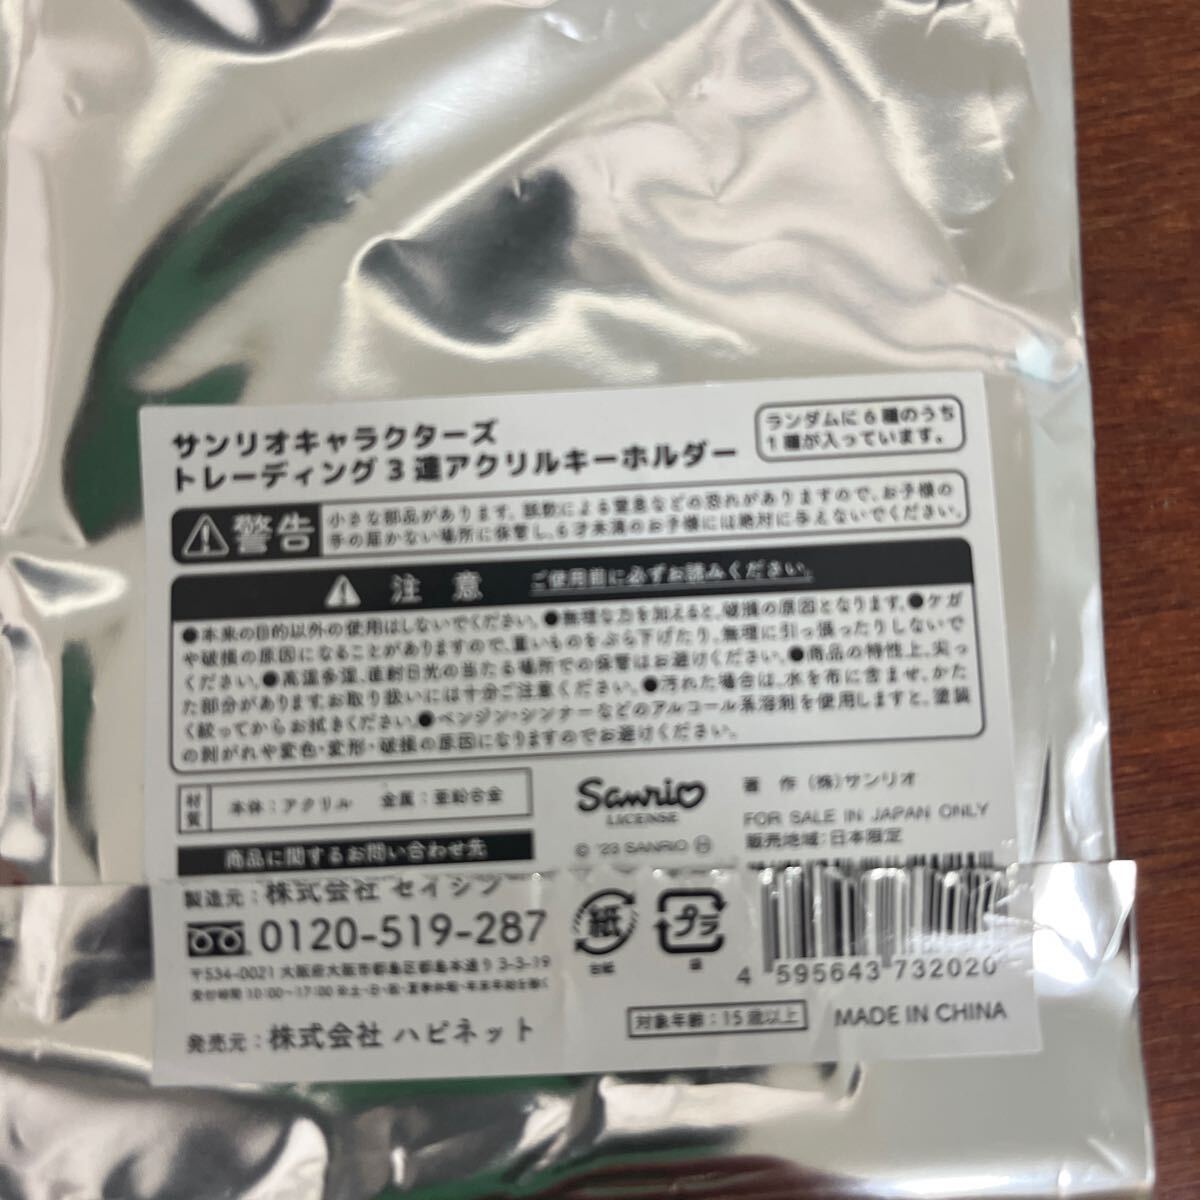 サンリオキャラクターズ
トレーディング3連アクリルキーホルダー
ランダムに6種のうち
1種が入っています。
警告
小さな部品があります。誤飲による窒息などの恐れがありますので、お子様の
手の届かない場所に保管し、6才未満のお子様には絶対に与えないでください。
注意 ご使用前に必ずお読みください。
●本来の目的以外の使用はしないでください。●無理な力を加えると、破損の原因となります。●ケガ
や破損の原因になることがありますので、重いものをぶら下げたり、無理に引っ張ったりしないで
ください。●高温多湿、直射日光の当たる場所での保管はお避けください。●商品の特性上、尖っ
た部分があります。お取り扱いには十分ご注意ください。●汚れた場合は、水を布に含ませ、かた
く絞ってからお拭きください。●ベンジン・シンナーなどのアルコール系溶剤を使用しますと、塗装
の剥がれや変色・変形・破損の原因になりますのでお避けください。
材質
本体:アクリル 金属:亜鉛合金
商品に関するお問い合わせ先
製造元:株式会社 セイシン
0120-519-287
〒534-0021 大阪府大阪市都島区都島本通り3-3-19
受付時間 10:00~17:00 ※土・日・祝・夏季休暇・年末年始を除く
発売元:株式会社 ハピネット
Sanrio
LICENSE
© '23 SANRIO Ⓗ
著 作 (株)サンリオ
FOR SALE IN JAPAN ONLY
販売地域:日本限定
紙
台紙
プラ
袋
4 595643 732020
対象年齢:15歳以上
MADE IN CHINA